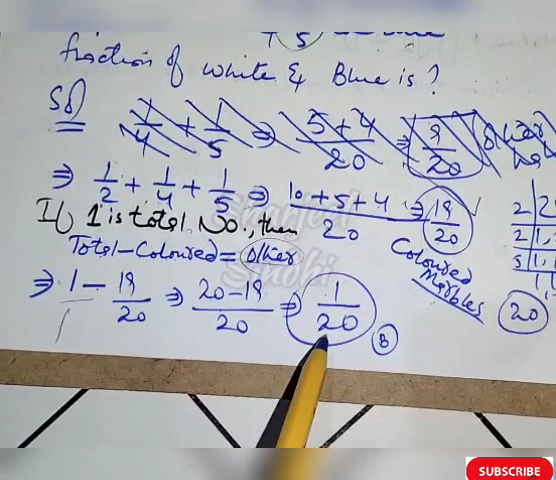 fraction of white & Blue is?
Sol
1/4 + 1/5 ⇒ 5+4/20 ⇒ 9/20
⇒ 1/2 + 1/4 + 1/5 ⇒ 10+5+4/20 ⇒ 19/20
If 1 is total No., then
Total-Coloured = other
Coloured Marbles
⇒ 1 - 19/20 ⇒ 20-19/20 ⇒ 1/20
B
20
SUBSCRIBE